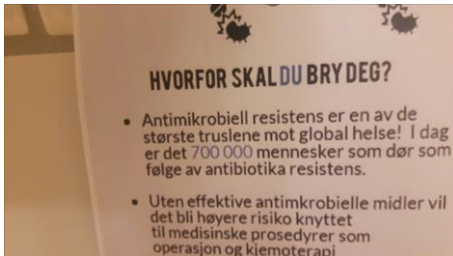 HVORFOR SKAL DU BRY DEG?
• Antimikrobiell resistens er en av de
største truslene mot global helse! I dag
er det 700 000 mennesker som dør som
følge av antibiotika resistens.
• Uten effektive antimkrobielle midler vil
det bli høyere risiko knyttet
til medisinske prosedyrer som
operasjon og kjemoterapi